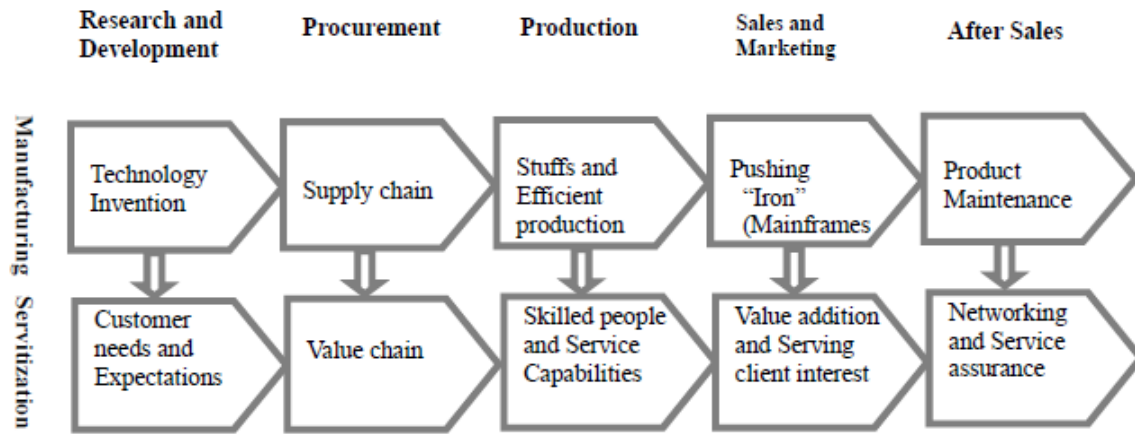 Research and
Development
Procurement
Production
Sales and
Marketing
After Sales
Manufacturing
Technology
Invention
Supply chain
Stuffs and
Efficient
production
Pushing
“Iron”
(Mainframes
Product
Maintenance
Servitization
Customer
needs and
Expectations
Value chain
Skilled people
and Service
Capabilities
Value addition
and Serving
client interest
Networking
and Service
assurance